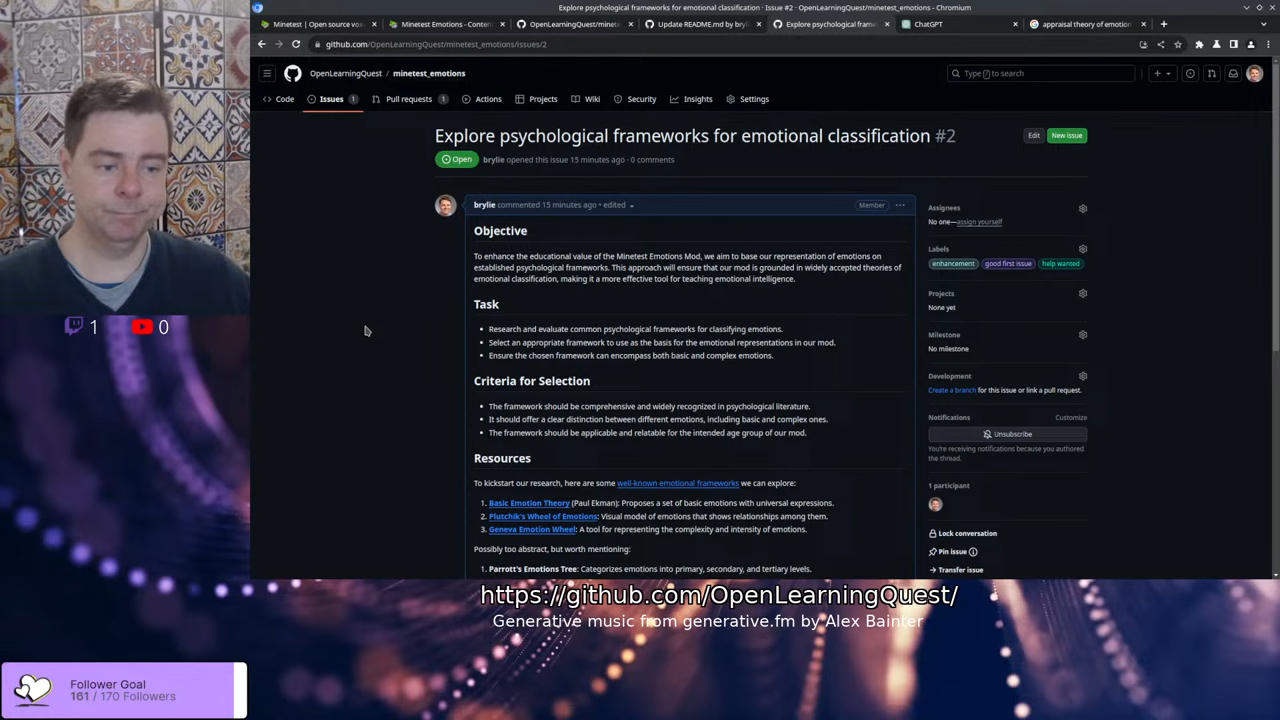 Explore psychological frameworks for emotional classification · Issue #2 · OpenLearningQuest/minetest_emotions - Chromium
Minetest | Open source vox
Minetest Emotions - Content
OpenLearningQuest/minete
Update README.md by bryli
Explore psychological frame
ChatGPT
appraisal theory of emotion
github.com/OpenLearningQuest/minetest_emotions/issues/2
OpenLearningQuest / minetest_emotions
Type / to search
Code
Issues 1
Pull requests 1
Actions
Projects
Wiki
Security
Insights
Settings
Explore psychological frameworks for emotional classification #2
Edit
New issue
Open
brylie opened this issue 15 minutes ago · 0 comments
brylie commented 15 minutes ago • edited
Member
Objective
To enhance the educational value of the Minetest Emotions Mod, we aim to base our representation of emotions on
established psychological frameworks. This approach will ensure that our mod is grounded in widely accepted theories of
emotional classification, making it a more effective tool for teaching emotional intelligence.
Task
• Research and evaluate common psychological frameworks for classifying emotions.
• Select an appropriate framework to use as the basis for the emotional representations in our mod.
• Ensure the chosen framework can encompass both basic and complex emotions.
Criteria for Selection
• The framework should be comprehensive and widely recognized in psychological literature.
• It should offer a clear distinction between different emotions, including basic and complex ones.
• The framework should be applicable and relatable for the intended age group of our mod.
Resources
To kickstart our research, here are some well-known emotional frameworks we can explore:
1. Basic Emotion Theory (Paul Ekman): Proposes a set of basic emotions with universal expressions.
2. Plutchik's Wheel of Emotions: Visual model of emotions that shows relationships among them.
3. Geneva Emotion Wheel: A tool for representing the complexity and intensity of emotions.
Possibly too abstract, but worth mentioning:
1. Parrott's Emotions Tree: Categorizes emotions into primary, secondary, and tertiary levels.
Assignees
No one—assign yourself
Labels
enhancement
good first issue
help wanted
Projects
None yet
Milestone
No milestone
Development
Create a branch for this issue or link a pull request.
Notifications
Customize
Unsubscribe
You're receiving notifications because you authored
the thread.
1 participant
Lock conversation
Pin issue
Transfer issue
1
0
https://github.com/OpenLearningQuest/
Generative music from generative.fm by Alex Bainter
Follower Goal
161 / 170 Followers